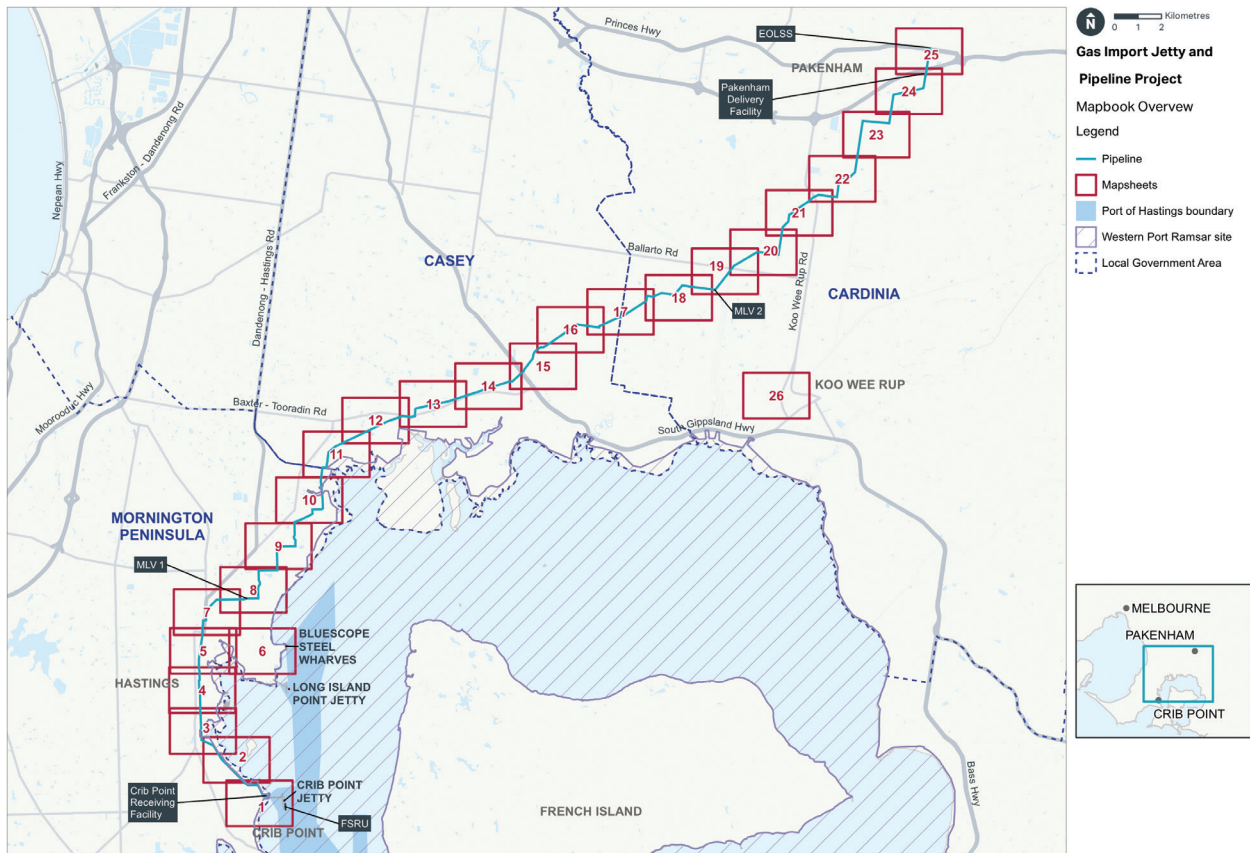 Princes Hwy
EOLSS
25
PAKENHAM
Pakenham
Delivery
Facility
24
23
22
21
20
Ballarto Rd
19
18
17
16
15
14
13
12
11
10
9
8
7
5
6
4
3
2
1
26
MLV 2
Koo Wee Rup Rd
CARDINIA
KOO WEE RUP
South Gippsland Hwy
CASEY
Nepean Hwy
Frankston - Dandenong Rd
Dandenong - Hastings Rd
Moorooduc Hwy
Baxter - Tooradin Rd
MORNINGTON
PENINSULA
MLV 1
BLUESCOPE
STEEL
WHARVES
HASTINGS
LONG ISLAND
POINT JETTY
Crib Point
Receiving
Facility
CRIB POINT
JETTY
FSRU
CRIB POINT
FRENCH ISLAND
Bass Hwy
N
Kilometres
0 1 2
Gas Import Jetty and
Pipeline Project
Mapbook Overvew
Legend
Pipeline
Mapsheets
Port of Hastings boundary
Western Port Ramsar site
Local Government Area
MELBOURNE
PAKENHAM
CRIB POINT